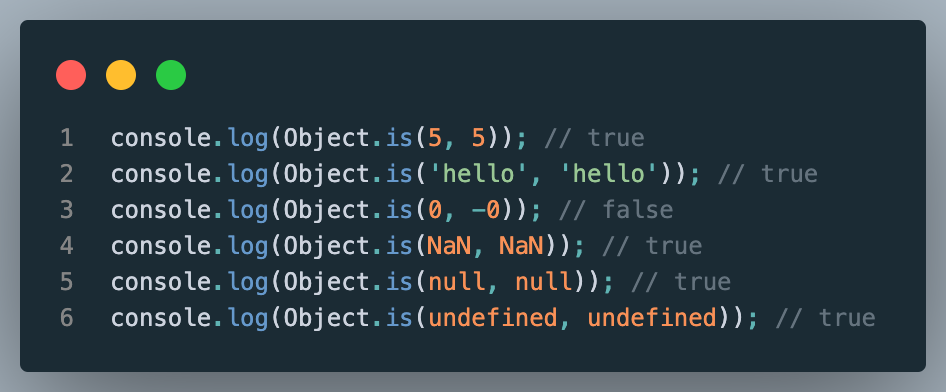 1 console.log(Object.is(5, 5)); // true
2 console.log(Object.is('hello', 'hello')); // true
3 console.log(Object.is(0, -0)); // false
4 console.log(Object.is(NaN, NaN)); // true
5 console.log(Object.is(null, null)); // true
6 console.log(Object.is(undefined, undefined)); // true